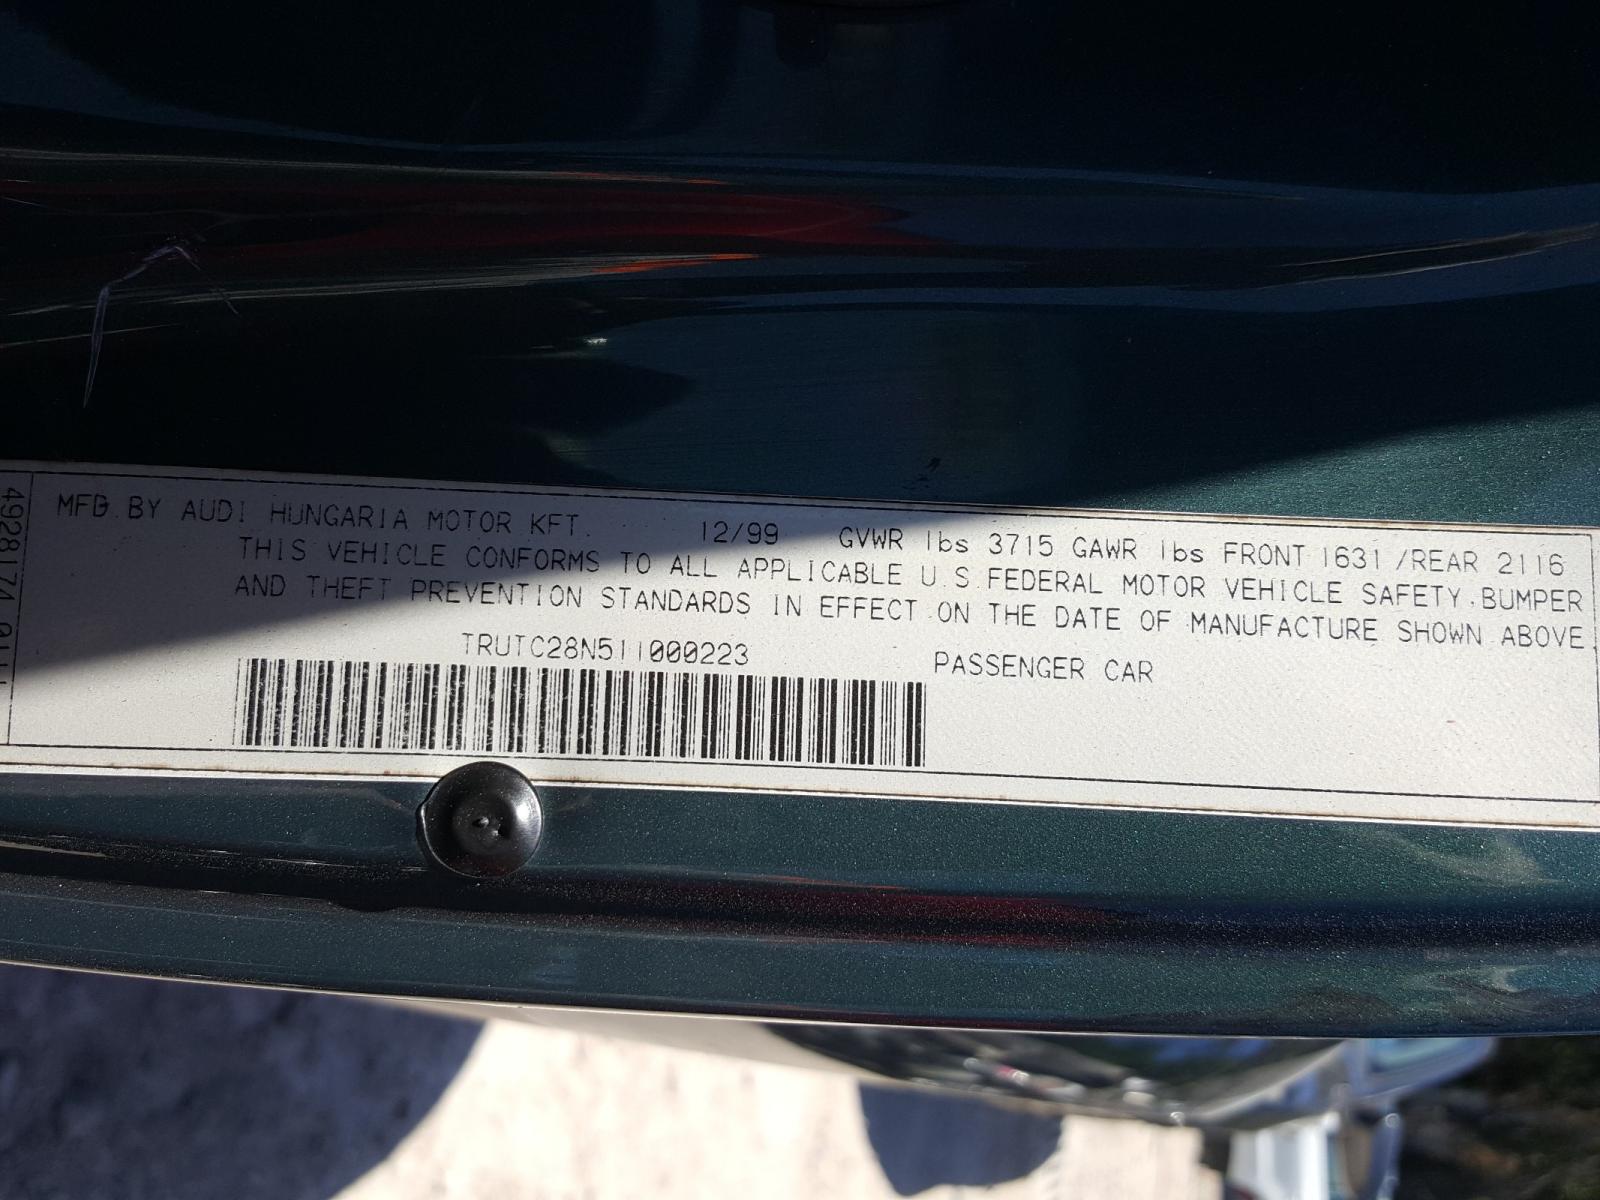 MFD BY AUDI HUNGARIA MOTOR KFT. 12/99 GVWR lbs 3715 GAWR lbs FRONT 1631 /REAR 2116
THIS VEHICLE CONFORMS TO ALL APPLICABLE U.S.FEDERAL MOTOR VEHICLE SAFETY,BUMPER
AND THEFT PREVENTION STANDARDS IN EFFECT ON THE DATE OF MANUFACTURE SHOWN ABOVE.
TRUTC28N511000223 PASSENGER CAR
4928174